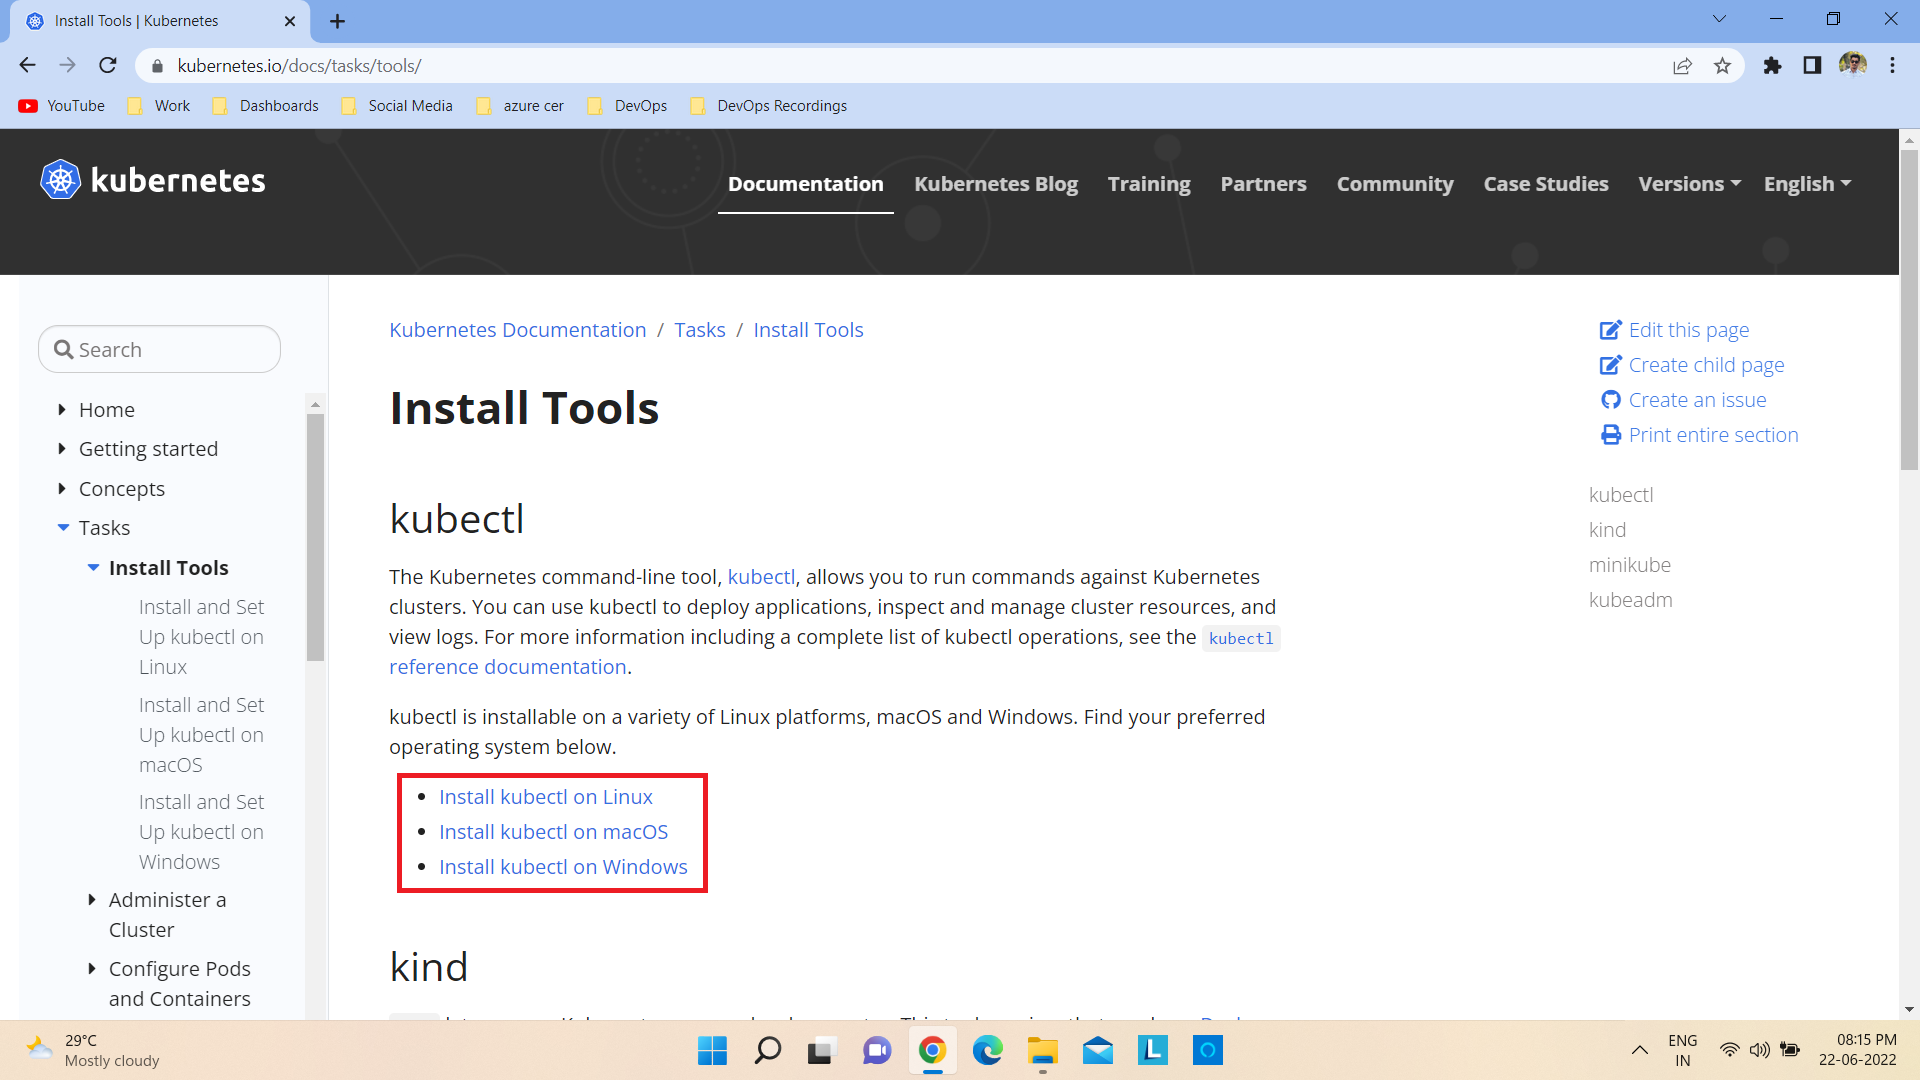 Install Tools | Kubernetes
kubernetes.io/docs/tasks/tools/
YouTube Work Dashboards Social Media azure cer DevOps DevOps Recordings
kubernetes
Documentation Kubernetes Blog Training Partners Community Case Studies Versions English
Search
Home
Getting started
Concepts
Tasks
Install Tools
Install and Set
Up kubectl on
Linux
Install and Set
Up kubectl on
macOS
Install and Set
Up kubectl on
Windows
Administer a
Cluster
Configure Pods
and Containers
Kubernetes Documentation / Tasks / Install Tools
Install Tools
kubectl
The Kubernetes command-line tool, kubectl, allows you to run commands against Kubernetes
clusters. You can use kubectl to deploy applications, inspect and manage cluster resources, and
view logs. For more information including a complete list of kubectl operations, see the kubectl
reference documentation.
kubectl is installable on a variety of Linux platforms, macOS and Windows. Find your preferred
operating system below.
• Install kubectl on Linux
• Install kubectl on macOS
• Install kubectl on Windows
kind
Edit this page
Create child page
Create an issue
Print entire section
kubectl
kind
minikube
kubeadm
29°C
Mostly cloudy
L
ENG
IN
08:15 PM
22-06-2022